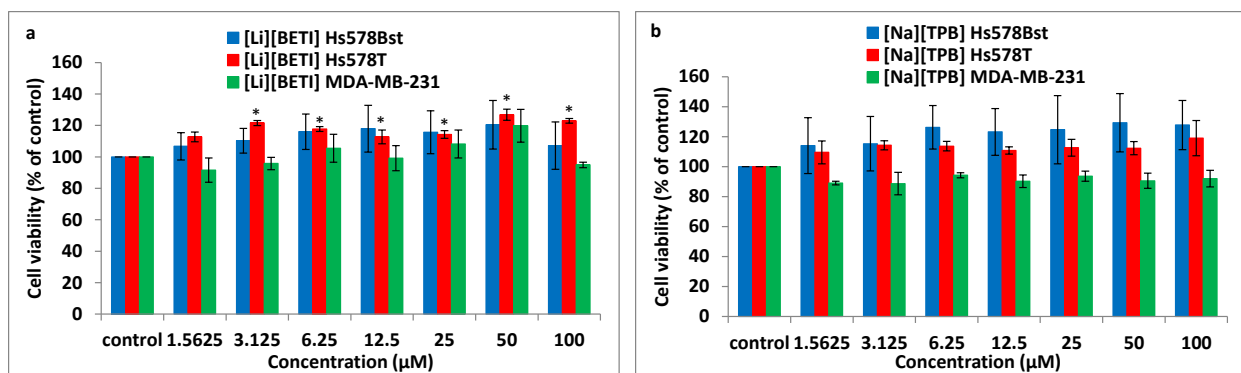 a
[Li][BETI] Hs578Bst
[Li][BETI] Hs578T
[Li][BETI] MDA-MB-231
Cell viability (% of control)
160
140
120
100
80
60
40
20
0
* * * * * *
control 1.5625 3.125 6.25 12.5 25 50 100
Concentration (µM)
b
[Na][TPB] Hs578Bst
[Na][TPB] Hs578T
[Na][TPB] MDA-MB-231
Cell viability (% of control)
160
140
120
100
80
60
40
20
0
control 1.5625 3.125 6.25 12.5 25 50 100
Concentration (µM)